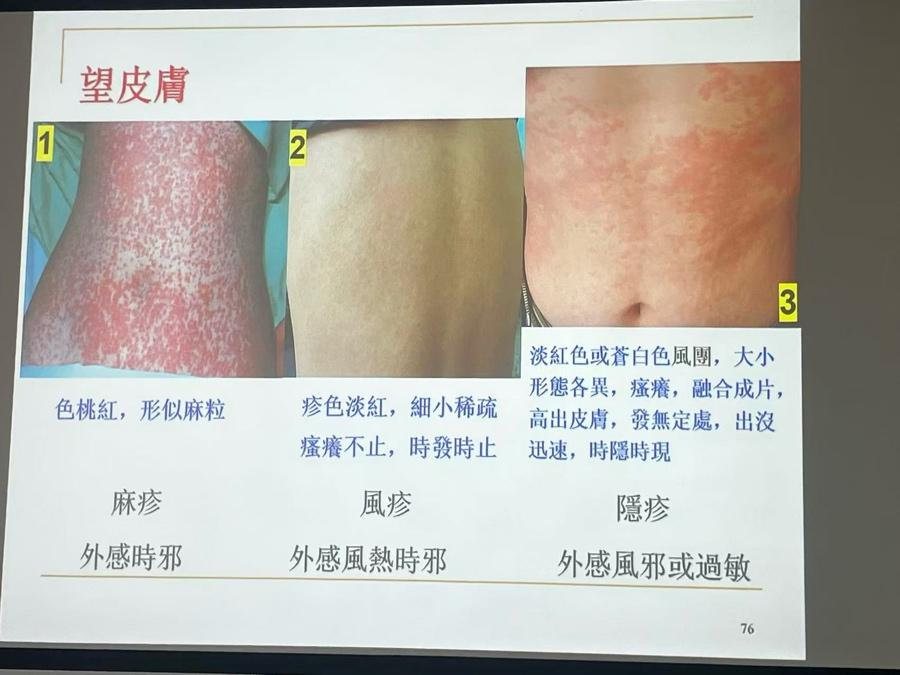 望皮膚
1
2
3
色桃紅，形似麻粒
疹色淡紅，細小稀疏
瘙癢不止，時發時止
淡紅色或蒼白色風團，大小
形態各異，瘙癢，融合成片，
高出皮膚，發無定處，出沒
迅速，時隱時現
麻疹
風疹
隱疹
外感時邪
外感風熱時邪
外感風邪或過敏
76